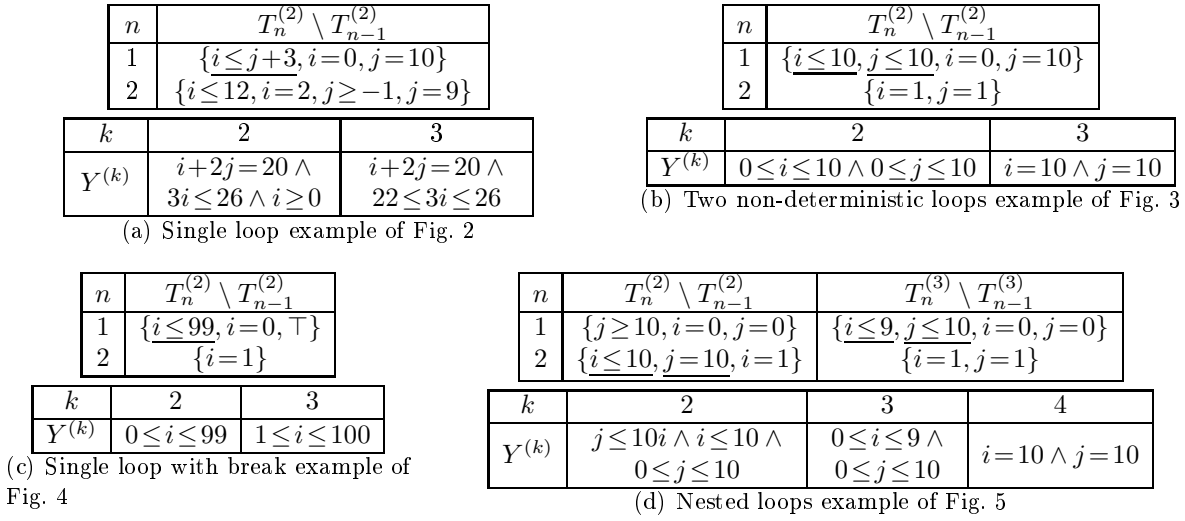 n T_n^{(2)} \ T_{n-1}^{(2)}
1 {i≤j+3, i=0, j=10}
2 {i≤12, i=2, j≥−1, j=9}
k 2 3
Y^{(k)} i+2j=20 ∧ 3i≤26 ∧ i≥0 i+2j=20 ∧ 22≤3i≤26
(a) Single loop example of Fig. 2
n T_n^{(2)} \ T_{n-1}^{(2)}
1 {i≤10, j≤10, i=0, j=10}
2 {i=1, j=1}
k 2 3
Y^{(k)} 0≤i≤10 ∧ 0≤j≤10 i=10 ∧ j=10
(b) Two non-deterministic loops example of Fig. 3
n T_n^{(2)} \ T_{n-1}^{(2)}
1 {i≤99, i=0, ⊤}
2 {i=1}
k 2 3
Y^{(k)} 0≤i≤99 1≤i≤100
(c) Single loop with break example of
Fig. 4
n T_n^{(2)} \ T_{n-1}^{(2)} T_n^{(3)} \ T_{n-1}^{(3)}
1 {j≥10, i=0, j=0} {i≤9, j≤10, i=0, j=0}
2 {i≤10, j=10, i=1} {i=1, j=1}
k 2 3 4
Y^{(k)} j≤10i ∧ i≤10 ∧ 0≤j≤10 0≤i≤9 ∧ 0≤j≤10 i=10 ∧ j=10
(d) Nested loops example of Fig. 5